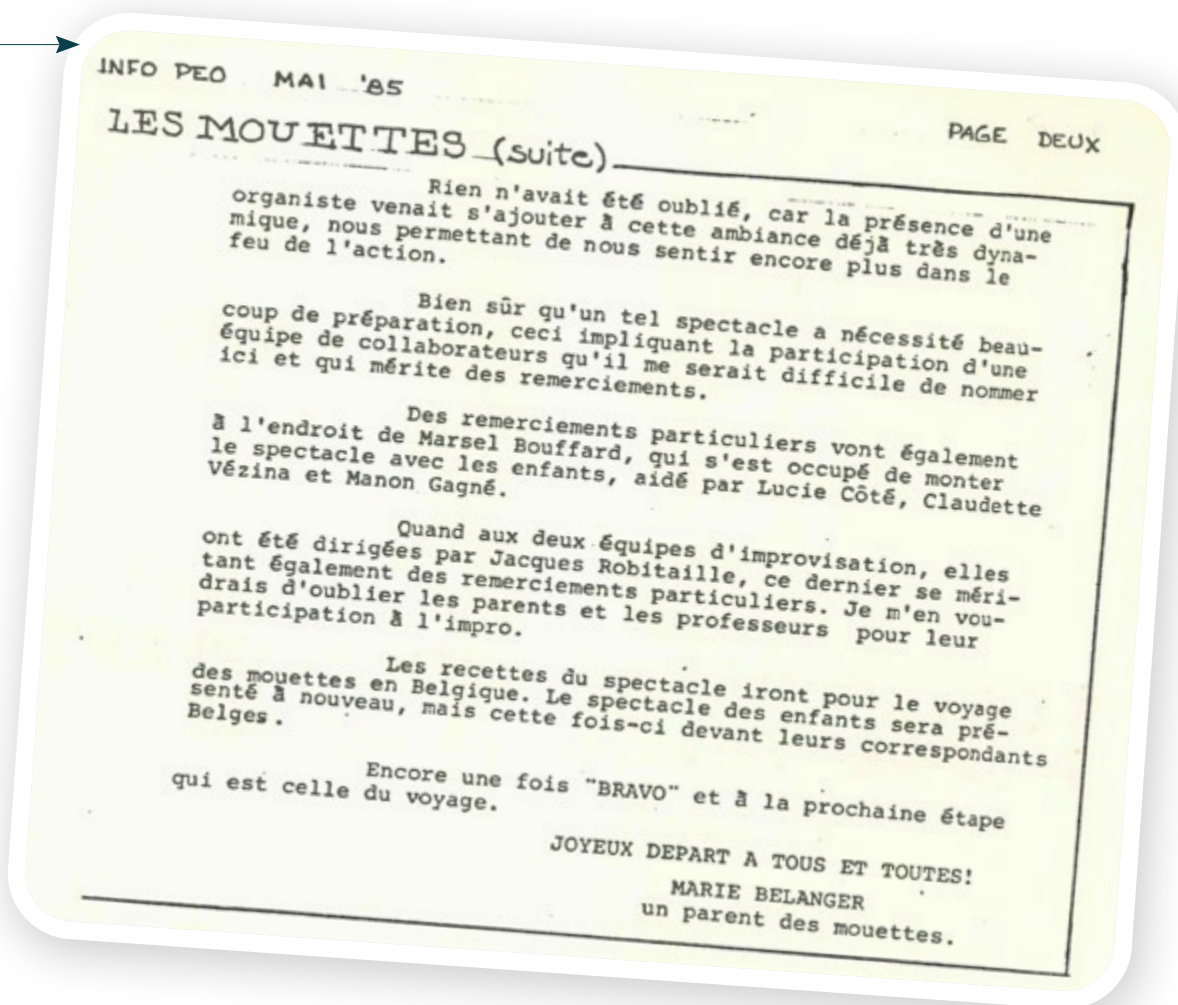 INFO PEO MAI '85
PAGE DEUX
LES MOUETTES (suite)
Rien n'avait été oublié, car la présence d'une
organiste venait s'ajouter à cette ambiance déjà très dyna-
mique, nous permettant de nous sentir encore plus dans le
feu de l'action.
Bien sûr qu'un tel spectacle a nécessité beau-
coup de préparation, ceci impliquant la participation d'une
équipe de collaborateurs qu'il me serait difficile de nommer
ici et qui mérite des remerciements.
Des remerciements particuliers vont également
à l'endroit de Marsel Bouffard, qui s'est occupé de monter
le spectacle avec les enfants, aidé par Lucie Côté, Claudette
Vézina et Manon Gagné.
Quand aux deux équipes d'improvisation, elles
ont été dirigées par Jacques Robitaille, ce dernier se méri-
tant également des remerciements particuliers. Je m'en vou-
drais d'oublier les parents et les professeurs pour leur
participation à l'impro.
Les recettes du spectacle iront pour le voyage
des mouettes en Belgique. Le spectacle des enfants sera pré-
senté à nouveau, mais cette fois-ci devant leurs correspondants
Belges.
Encore une fois "BRAVO" et à la prochaine étape
qui est celle du voyage.
JOYEUX DEPART A TOUS ET TOUTES!
MARIE BELANGER
un parent des mouettes.